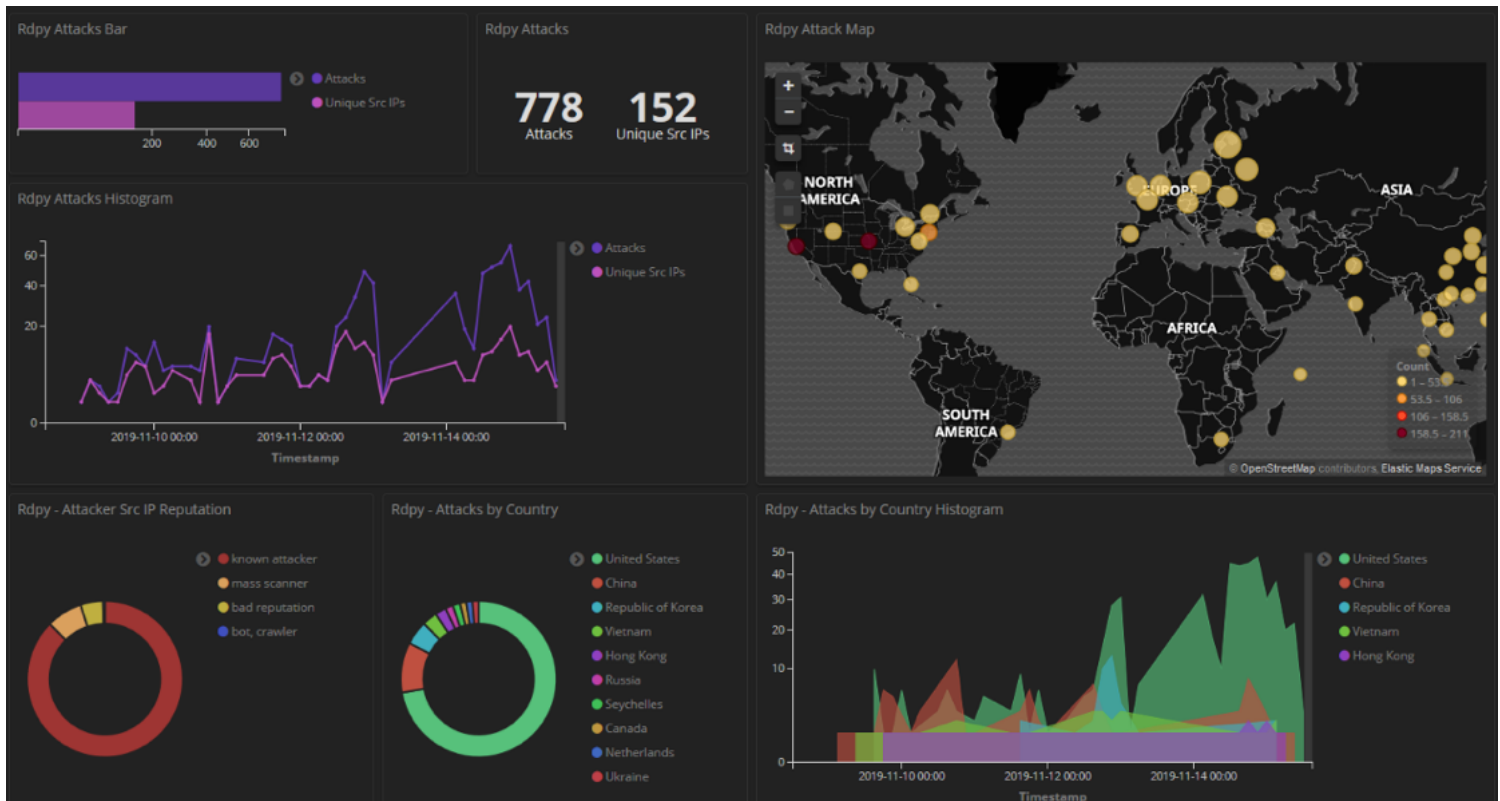 Rdpy Attacks Bar
Attacks
Unique Src IPs
200 400 600
Rdpy Attacks
778 152
Attacks Unique Src IPs
Rdpy Attack Map
+
−
NORTH
AMERICA
EUROPE
ASIA
AFRICA
SOUTH
AMERICA
Count
1 – 53.5
53.5 – 106
106 – 158.5
158.5 – 211
© OpenStreetMap contributors, Elastic Maps Service
Rdpy Attacks Histogram
60
40
20
0
2019-11-10 00:00 2019-11-12 00:00 2019-11-14 00:00
Timestamp
Attacks
Unique Src IPs
Rdpy - Attacker Src IP Reputation
known attacker
mass scanner
bad reputation
bot, crawler
Rdpy - Attacks by Country
United States
China
Republic of Korea
Vietnam
Hong Kong
Russia
Seychelles
Canada
Netherlands
Ukraine
Rdpy - Attacks by Country Histogram
50
40
30
20
10
0
2019-11-10 00:00 2019-11-12 00:00 2019-11-14 00:00
Timestamp
United States
China
Republic of Korea
Vietnam
Hong Kong